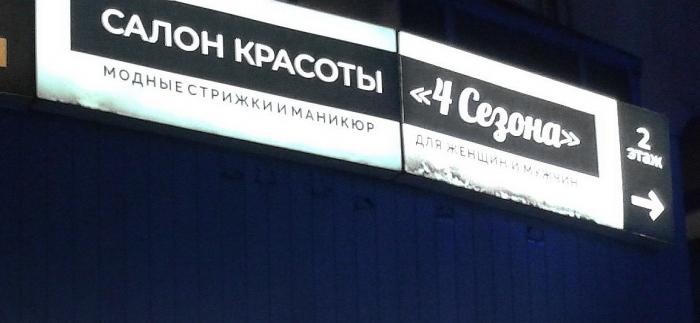 САЛОН КРАСОТЫ
МОДНЫЕ СТРИЖКИ И МАНИКЮР
«4 Сезона»
ДЛЯ ЖЕНЩИН И МУЖЧИН
2
этаж